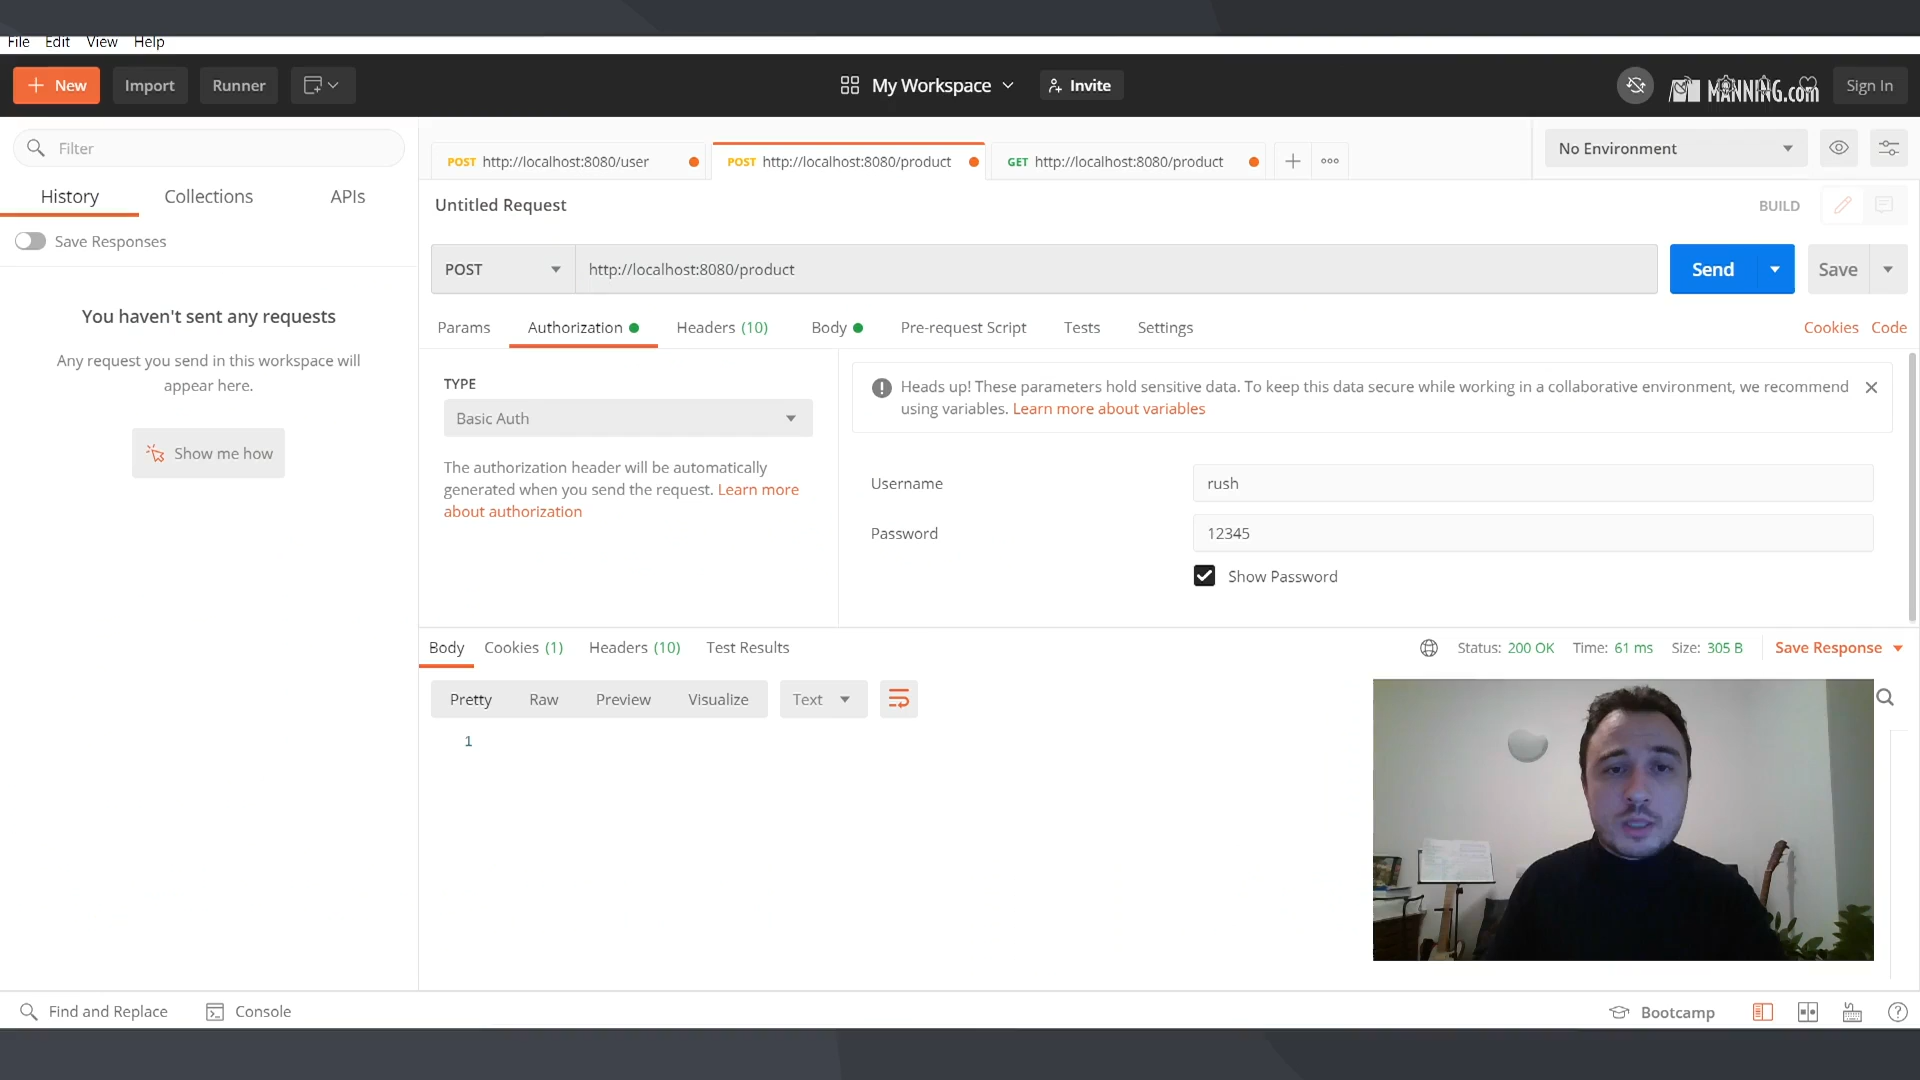 File Edit View Help
New Import Runner My Workspace Invite MANNING.com Sign In
Filter
POST http://localhost:8080/user POST http://localhost:8080/product GET http://localhost:8080/product No Environment
History Collections APIs
Untitled Request BUILD
Save Responses
POST http://localhost:8080/product Send Save
You haven't sent any requests
Any request you send in this workspace will
appear here.
Show me how
Params Authorization Headers (10) Body Pre-request Script Tests Settings Cookies Code
TYPE
Basic Auth
The authorization header will be automatically
generated when you send the request. Learn more
about authorization
Heads up! These parameters hold sensitive data. To keep this data secure while working in a collaborative environment, we recommend
using variables. Learn more about variables
Username rush
Password 12345
Show Password
Body Cookies (1) Headers (10) Test Results Status: 200 OK Time: 61 ms Size: 305 B Save Response
Pretty Raw Preview Visualize Text
1
Find and Replace Console Bootcamp